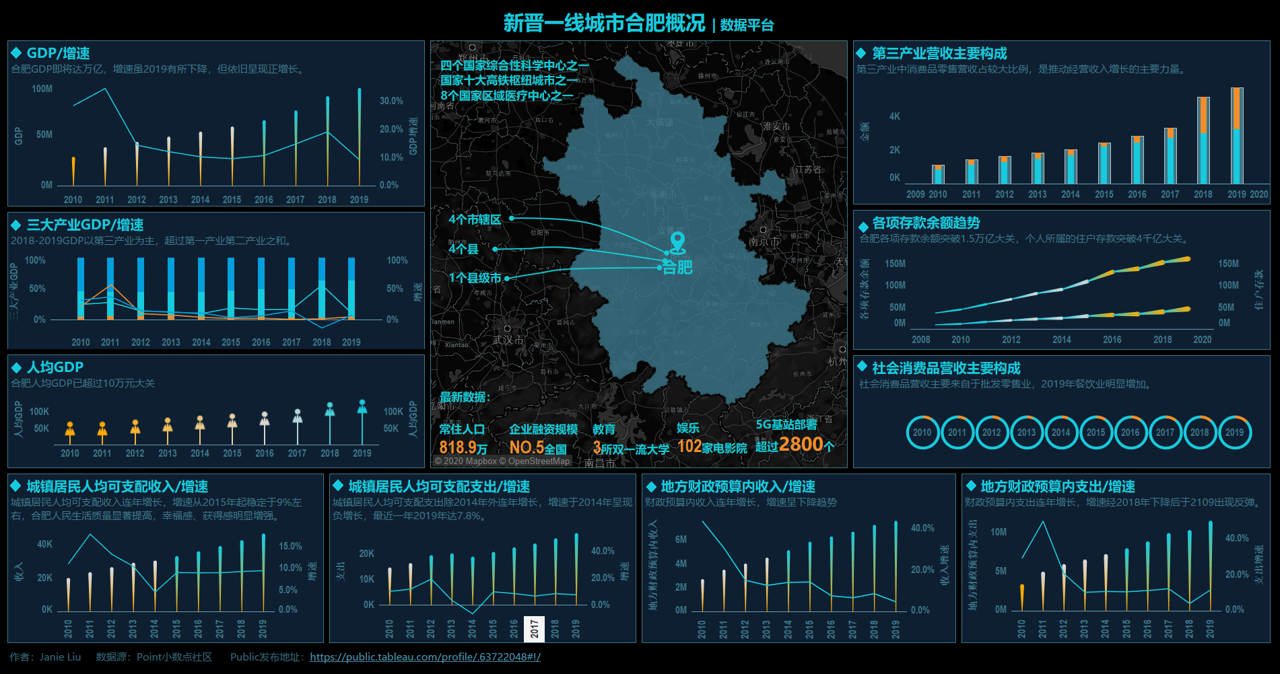 新晋一线城市合肥概况 | 数据平台
◆ GDP/增速
合肥GDP即将达万亿，增速虽2019有所下降，但依旧呈现正增长。
GDP
100M
50M
0M
30.0%
20.0%
10.0%
0.0%
GDP增速
2010 2011 2012 2013 2014 2015 2016 2017 2018 2019
◆ 三大产业GDP/增速
2018-2019GDP以第三产业为主，超过第一产业第二产业之和。
三大产业GDP
100%
50%
0%
100%
50%
0%
增速
2010 2011 2012 2013 2014 2015 2016 2017 2018 2019
◆ 人均GDP
合肥人均GDP已超过10万元大关
人均GDP
100K
50K
100K
50K
人均GDP
2010 2011 2012 2013 2014 2015 2016 2017 2018 2019
四个国家综合性科学中心之一
国家十大高铁枢纽城市之一
8个国家区域医疗中心之一
淮安市
江苏省
南京市
武汉市
杭州
南昌市
Xiantao
4个市辖区
4个县
1个县级市
合肥
最新数据：
常住人口
818.9万
企业融资规模
NO.5全国
教育
3所双一流大学
娱乐
102家电影院
5G基站部署
超过2800个
© 2020 Mapbox © OpenStreetMap
◆ 第三产业营收主要构成
第三产业中消费品零售营收占较大比例，是推动经营收入增长的主要力量。
金额
4K
2K
0K
2009 2010 2011 2012 2013 2014 2015 2016 2017 2018 2019 2020
◆ 各项存款余额趋势
合肥各项存款余额突破1.5万亿大关，个人所属的住户存款突破4千亿大关。
各项存款余额
150M
100M
50M
0M
150M
100M
50M
0M
住户存款
2008 2010 2012 2014 2016 2018 2020
◆ 社会消费品营收主要构成
社会消费品营收主要来自于批发零售业，2019年餐饮业明显增加。
2010 2011 2012 2013 2014 2015 2016 2017 2018 2019
◆ 城镇居民人均可支配收入/增速
城镇居民人均可支配收入连年增长，增速从2015年起稳定于9%左
右，合肥人民生活质量显著提高，幸福感、获得感明显增强。
收入
40K
20K
0K
15.0%
10.0%
5.0%
0.0%
增速
2010 2011 2012 2013 2014 2015 2016 2017 2018 2019
◆ 城镇居民人均可支配支出/增速
城镇居民人均可支配支出除2014年外连年增长，增速于2014年呈现
负增长，最近一年2019年达7.8%。
支出
20K
10K
0K
40.0%
20.0%
0.0%
增速
2010 2011 2012 2013 2014 2015 2016 2017 2018 2019
◆ 地方财政预算内收入/增速
财政预算内收入连年增长，增速呈下降趋势
地方财政预算内收入
6M
4M
2M
0M
40.0%
20.0%
0.0%
收入增速
2010 2011 2012 2013 2014 2015 2016 2017 2018 2019
◆ 地方财政预算内支出/增速
财政预算内支出连年增长，增速经2018年下降后于2109出现反弹。
地方财政预算内支出
10M
5M
0M
40.0%
20.0%
0.0%
支出增速
2010 2011 2012 2013 2014 2015 2016 2017 2018 2019
作者：Janie Liu 数据源：Point小数点社区 Public发布地址：https://public.tableau.com/profile/.63722048#!/